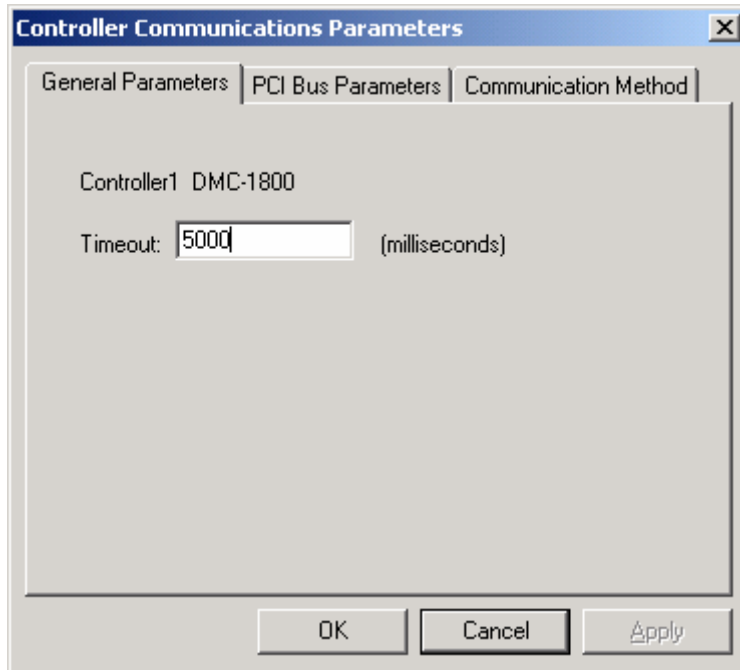 Controller Communications Parameters
General Parameters PCI Bus Parameters Communication Method
Controller1 DMC-1800
Timeout: 5000 (milliseconds)
OK Cancel Apply